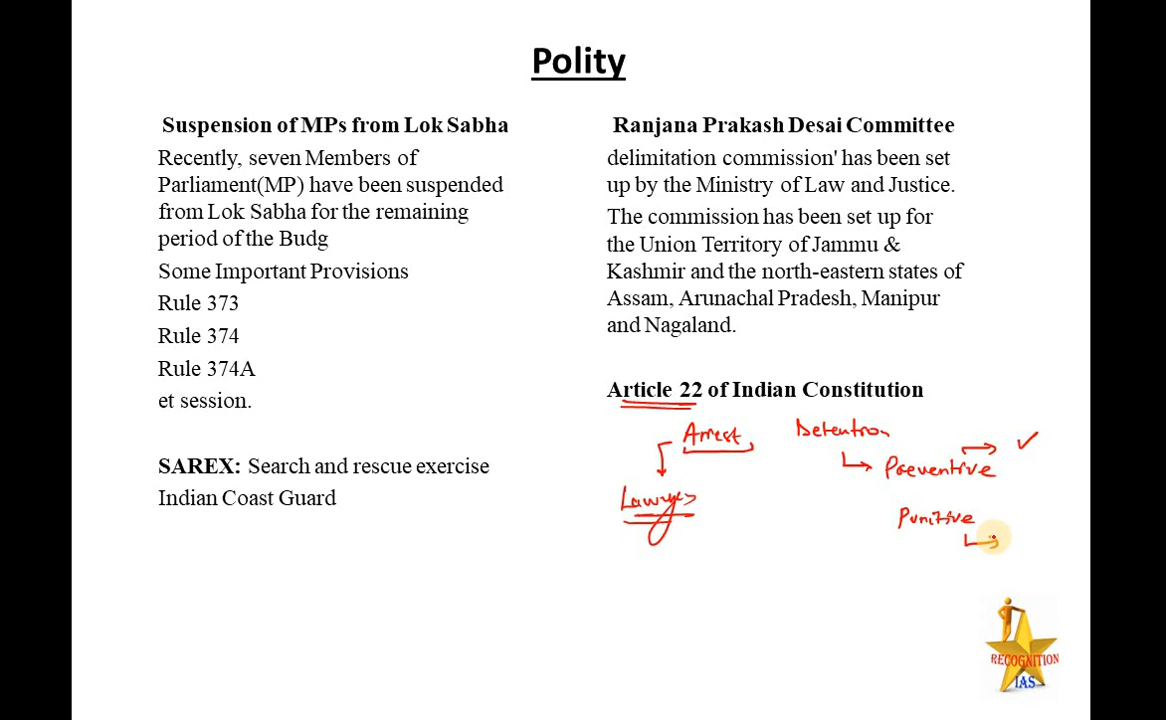 Polity
Suspension of MPs from Lok Sabha
Recently, seven Members of
Parliament(MP) have been suspended
from Lok Sabha for the remaining
period of the Budg
Some Important Provisions
Rule 373
Rule 374
Rule 374A
et session.
SAREX: Search and rescue exercise
Indian Coast Guard
Ranjana Prakash Desai Committee
delimitation commission' has been set
up by the Ministry of Law and Justice.
The commission has been set up for
the Union Territory of Jammu &
Kashmir and the north-eastern states of
Assam, Arunachal Pradesh, Manipur
and Nagaland.
Article 22 of Indian Constitution
Arrest Detention
Preventive
Lawyer
Punitive
RECOGNITION
IAS